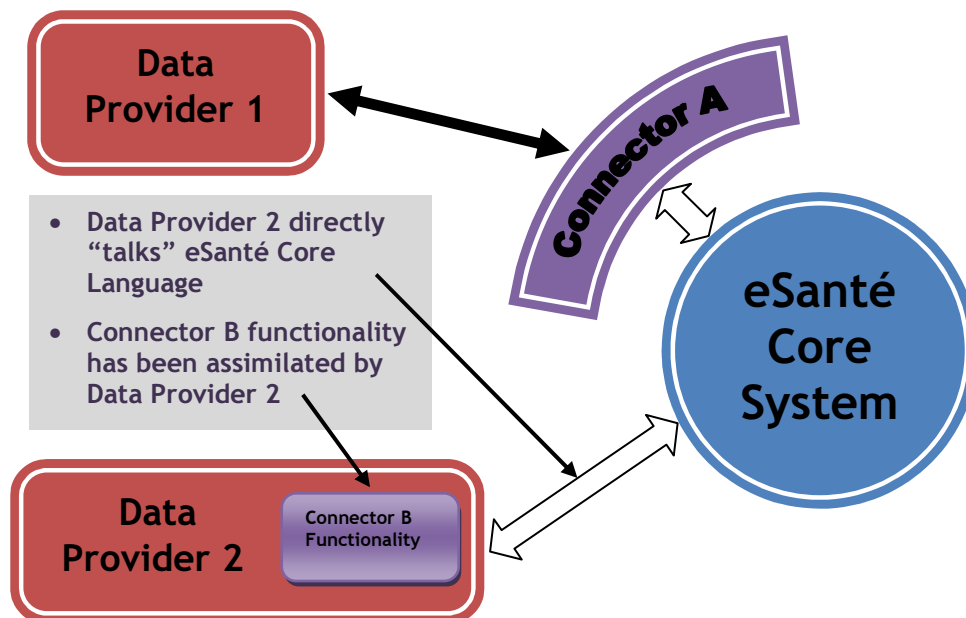 Data
Provider 1
Connector A
• Data Provider 2 directly
“talks” eSanté Core
Language
• Connector B functionality
has been assimilated by
Data Provider 2
eSanté
Core
System
Data
Provider 2
Connector B
Functionality